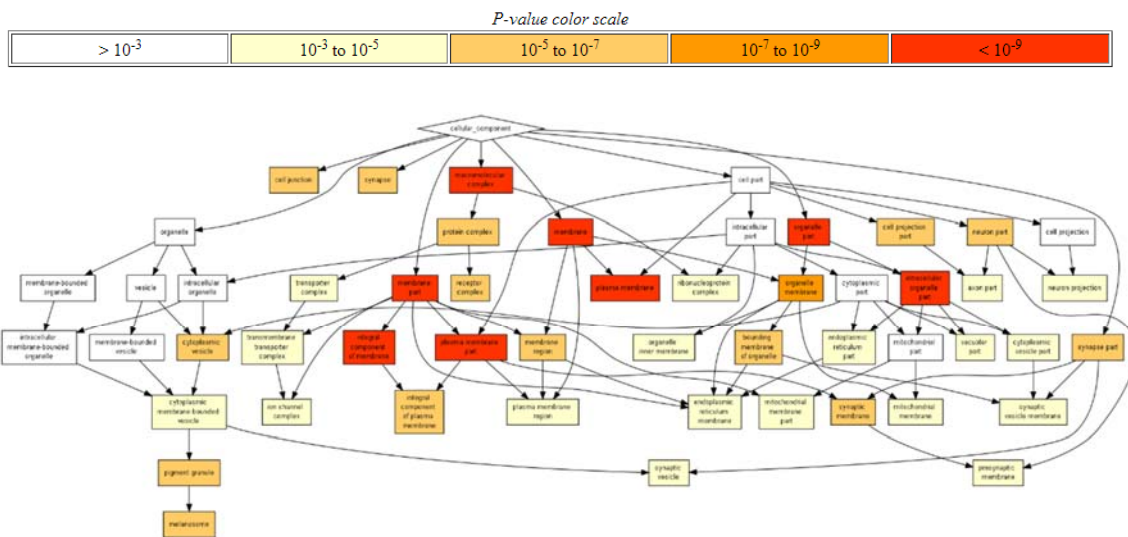 P-value color scale
> 10-3
10-3 to 10-5
10-5 to 10-7
10-7 to 10-9
< 10-9
cellular_component
cell junction
synapse
macromolecular
complex
cell part
organelle
protein complex
membrane
intracellular
part
organelle
part
cell projection
part
neuron part
cell projection
membrane-bounded
organelle
vesicle
intracellular
organelle
transporter
complex
membrane
part
receptor
complex
plasma membrane
ribonucleoprotein
complex
organelle
membrane
cytoplasmic
part
intracellular
organelle part
axon part
neuron projection
intracellular
membrane-bounded
organelle
membrane-bounded
vesicle
cytoplasmic
vesicle
transmembrane
transporter
complex
integral
component
of membrane
plasma membrane
part
membrane
region
organelle
inner membrane
bounding
membrane
of organelle
endoplasmic
reticulum
part
mitochondrial
part
vacuolar
part
cytoplasmic
vesicle part
synapse part
cytoplasmic
membrane-bounded
vesicle
ion channel
complex
integral
component
of plasma
membrane
plasma membrane
region
endoplasmic
reticulum
membrane
mitochondrial
membrane
part
synaptic
membrane
mitochondrial
membrane
synaptic
vesicle membrane
pigment granule
synaptic
vesicle
presynaptic
membrane
melanosome